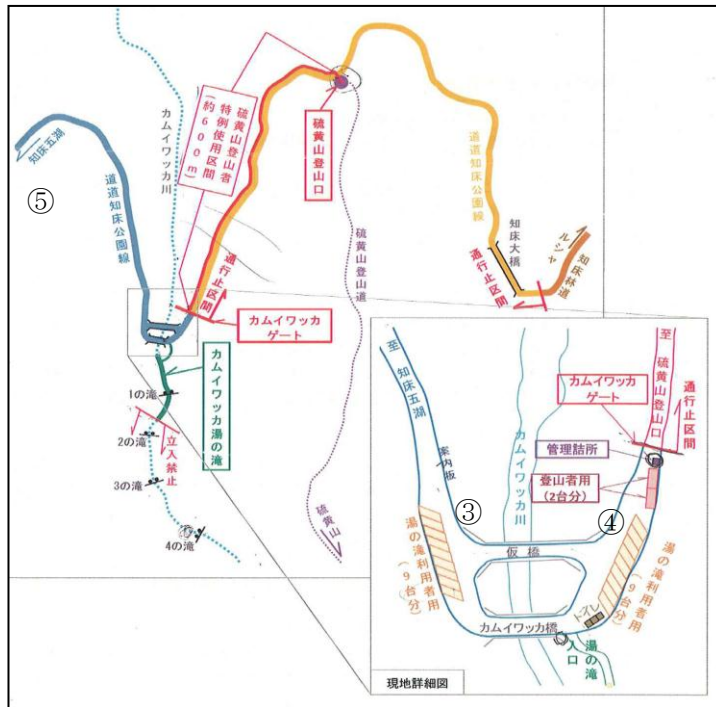 知床五湖
⑤
道道知床公園線
カムイワッカ川
硫黄山登山者
特例使用区間
(約600m)
硫黄山登山口
硫黄山登山道
硫黄山
道道知床公園線
知床大橋
通行止区間
ルシャ
知床林道
通行止区間
カムイワッカ
ゲート
カムイワッカ湯の滝
1の滝
2の滝
立入禁止
3の滝
4の滝
至 知床五湖
案内板
カムイワッカ川
至 硫黄山登山口
通行止区間
カムイワッカ
ゲート
管理詰所
登山者用
(2台分)
③
④
湯の滝利用者用
(9台分)
仮橋
湯の滝利用者用
(9台分)
トイレ
カムイワッカ橋
入口
湯の滝
現地詳細図